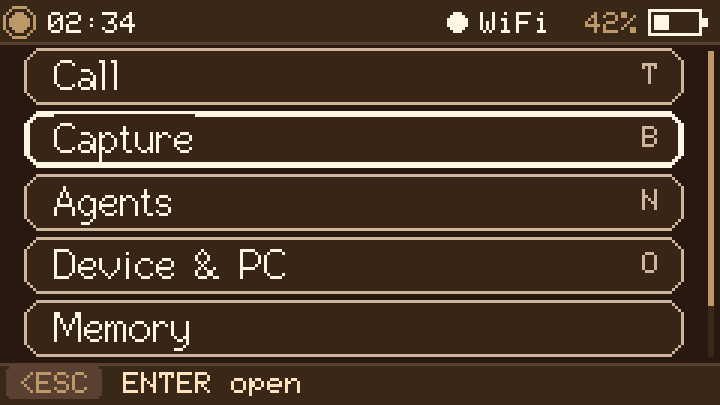 02:34 WiFi 42%
Call T
Capture B
Agents N
Device & PC O
Memory
<ESC ENTER open